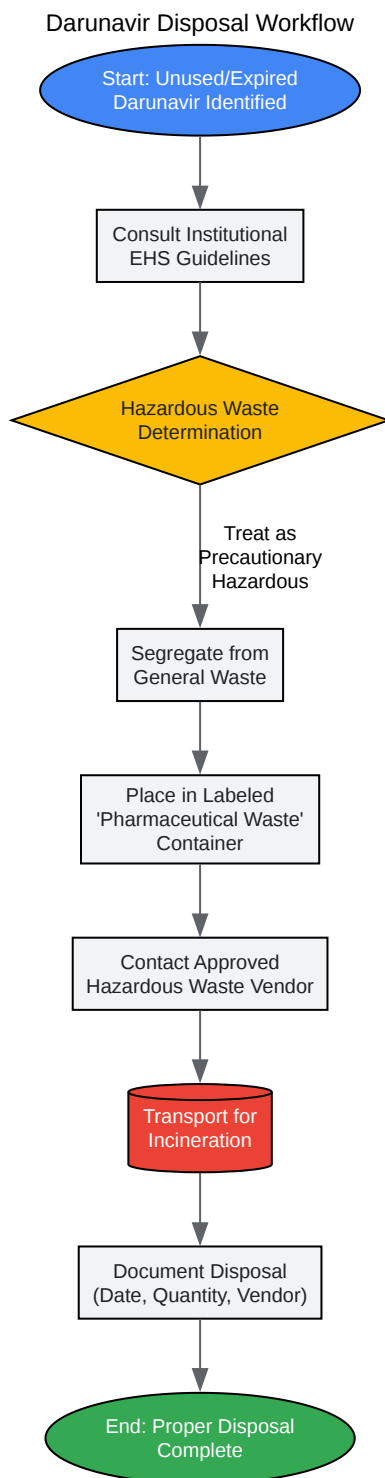 Darunavir Disposal Workflow
Start: Unused/Expired
Darunavir Identified
Consult Institutional
EHS Guidelines
Hazardous Waste
Determination
Treat as
Precautionary
Hazardous
Segregate from
General Waste
Place in Labeled
'Pharmaceutical Waste'
Container
Contact Approved
Hazardous Waste Vendor
Transport for
Incineration
Document Disposal
(Date, Quantity, Vendor)
End: Proper Disposal
Complete